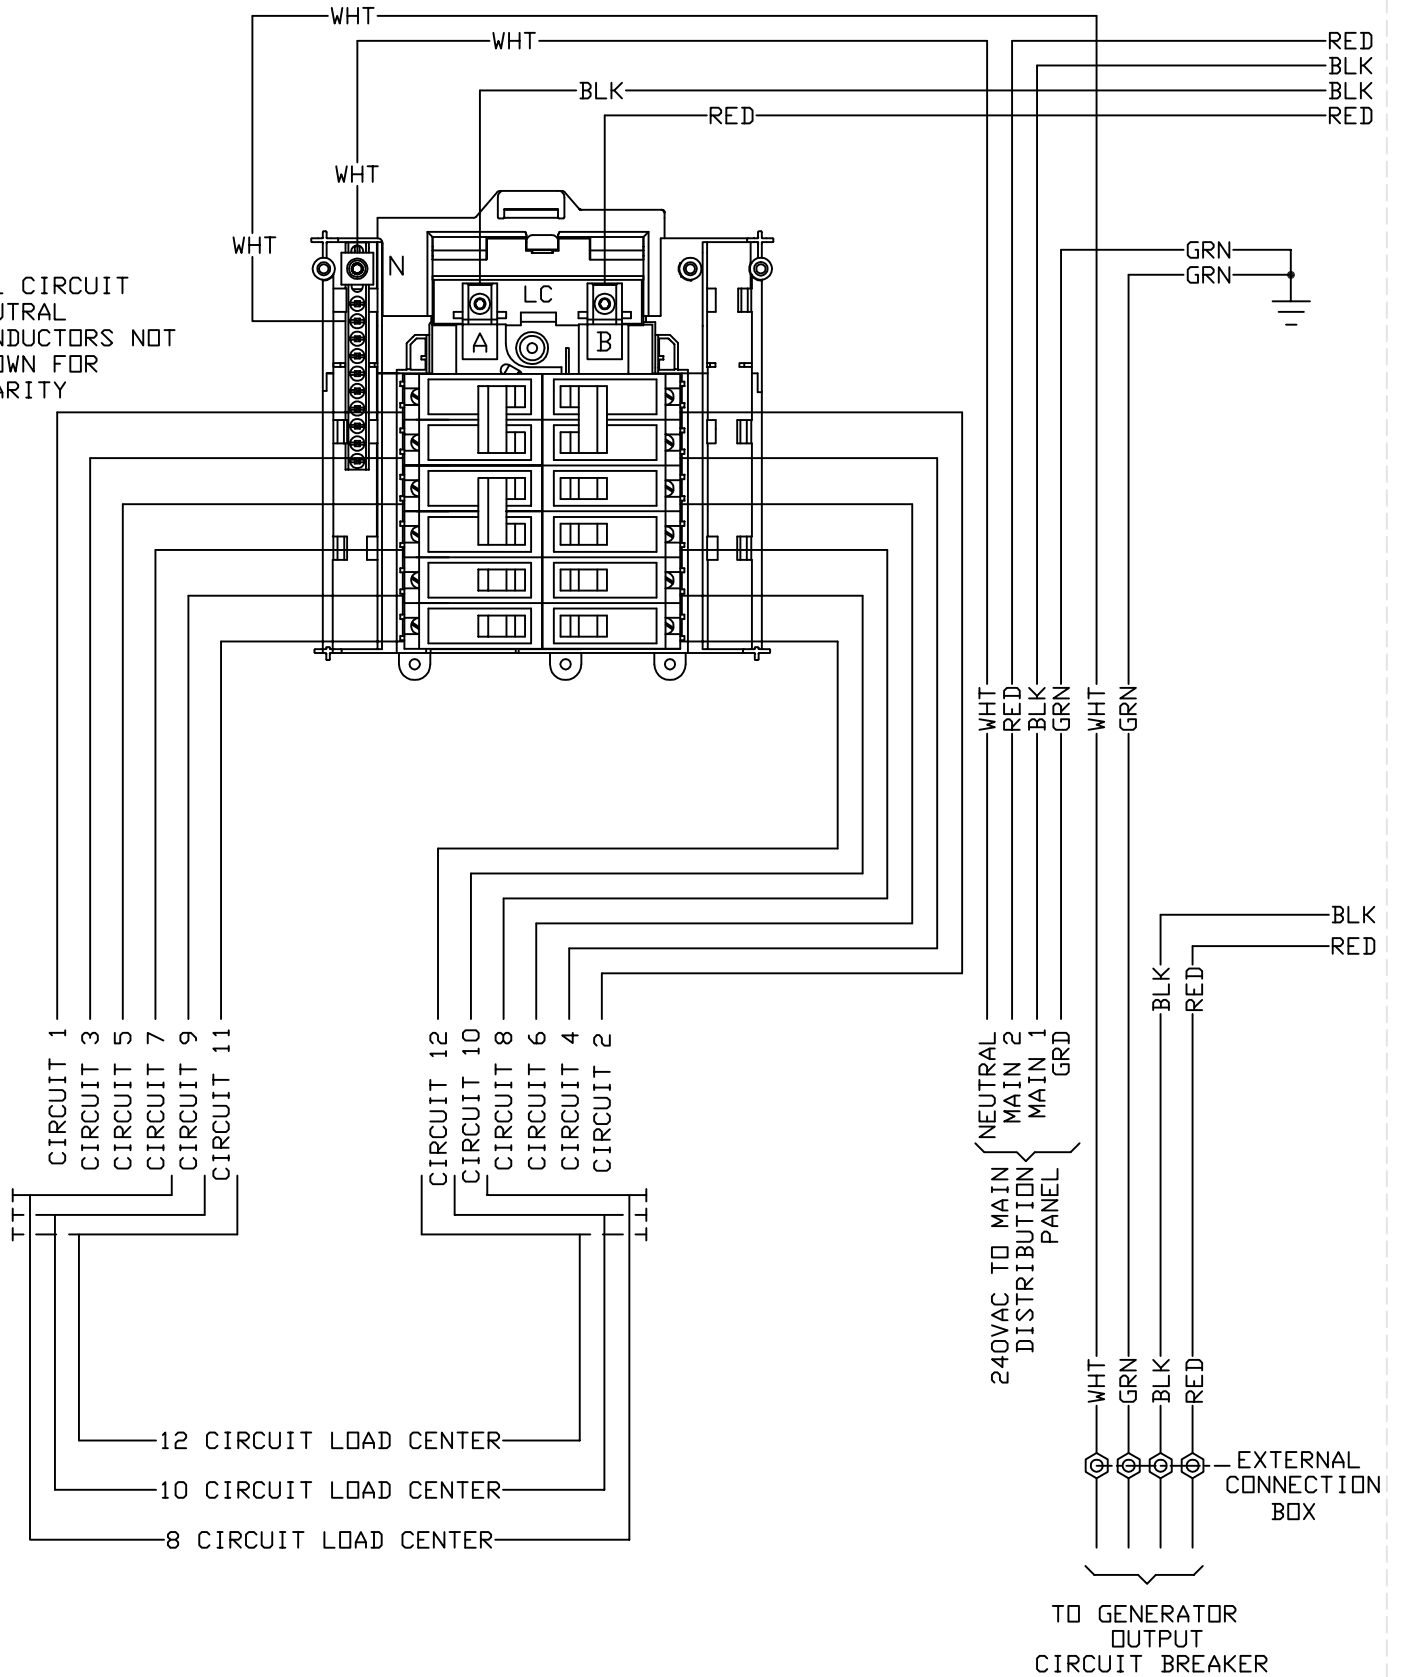 WHT
WHT
RED
BLK
BLK
BLK
RED
RED
WHT
WHT
N
GRN
GRN
CIRCUIT
NOT
FOR
LC
A
B
WHT
RED
BLK
GRN
WHT
GRN
BLK
RED
BLK
RED
CIRCUIT 1
CIRCUIT 3
CIRCUIT 5
CIRCUIT 7
CIRCUIT 9
CIRCUIT 11
CIRCUIT 12
CIRCUIT 10
CIRCUIT 8
CIRCUIT 6
CIRCUIT 4
CIRCUIT 2
NEUTRAL
MAIN 2
MAIN 1
GRD
240VAC TO MAIN
DISTRIBUTION
PANEL
WHT
GRN
BLK
RED
12 CIRCUIT LOAD CENTER
10 CIRCUIT LOAD CENTER
8 CIRCUIT LOAD CENTER
EXTERNAL
CONNECTION
BOX
TO GENERATOR
OUTPUT
CIRCUIT BREAKER